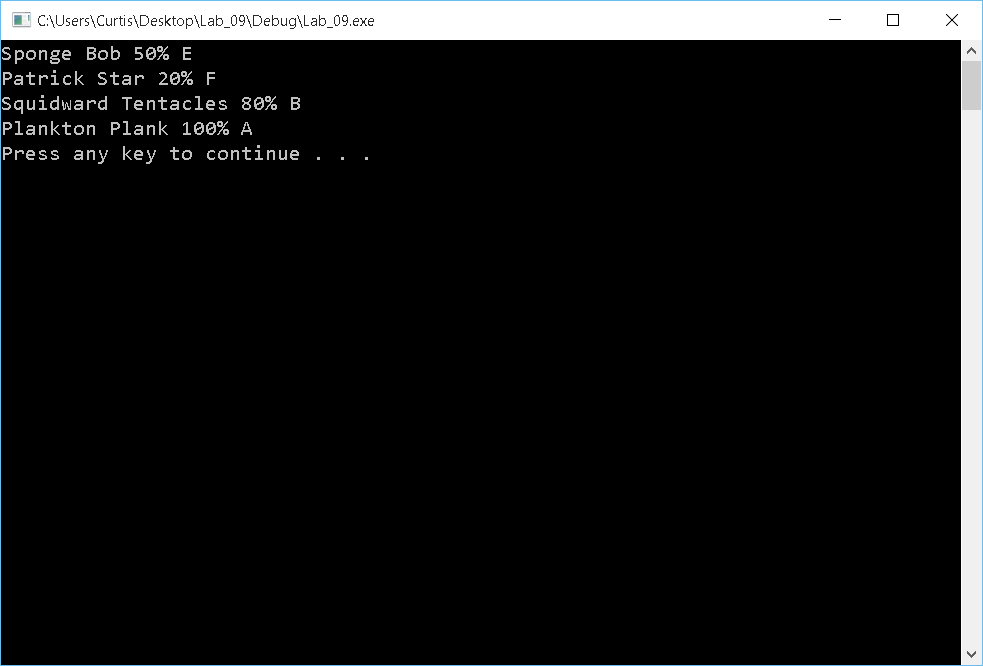 C:\Users\Curtis\Desktop\Lab_09\Debug\Lab_09.exe
Sponge Bob 50% E
Patrick Star 20% F
Squidward Tentacles 80% B
Plankton Plank 100% A
Press any key to continue . . .